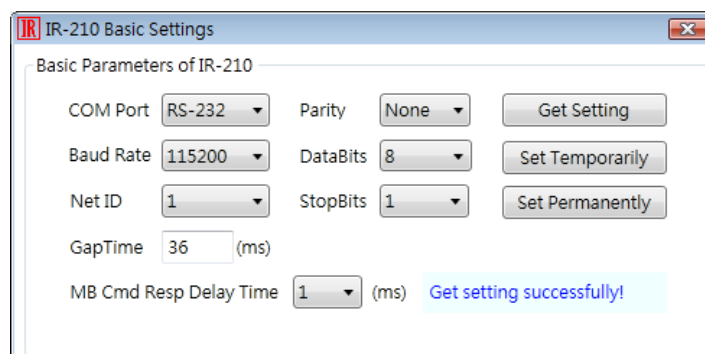 IR IR-210 Basic Settings
Basic Parameters of IR-210
COM Port RS-232 Parity None Get Setting
Baud Rate 115200 DataBits 8 Set Temporarily
Net ID 1 StopBits 1 Set Permanently
GapTime 36 (ms)
MB Cmd Resp Delay Time 1 (ms) Get setting successfully!